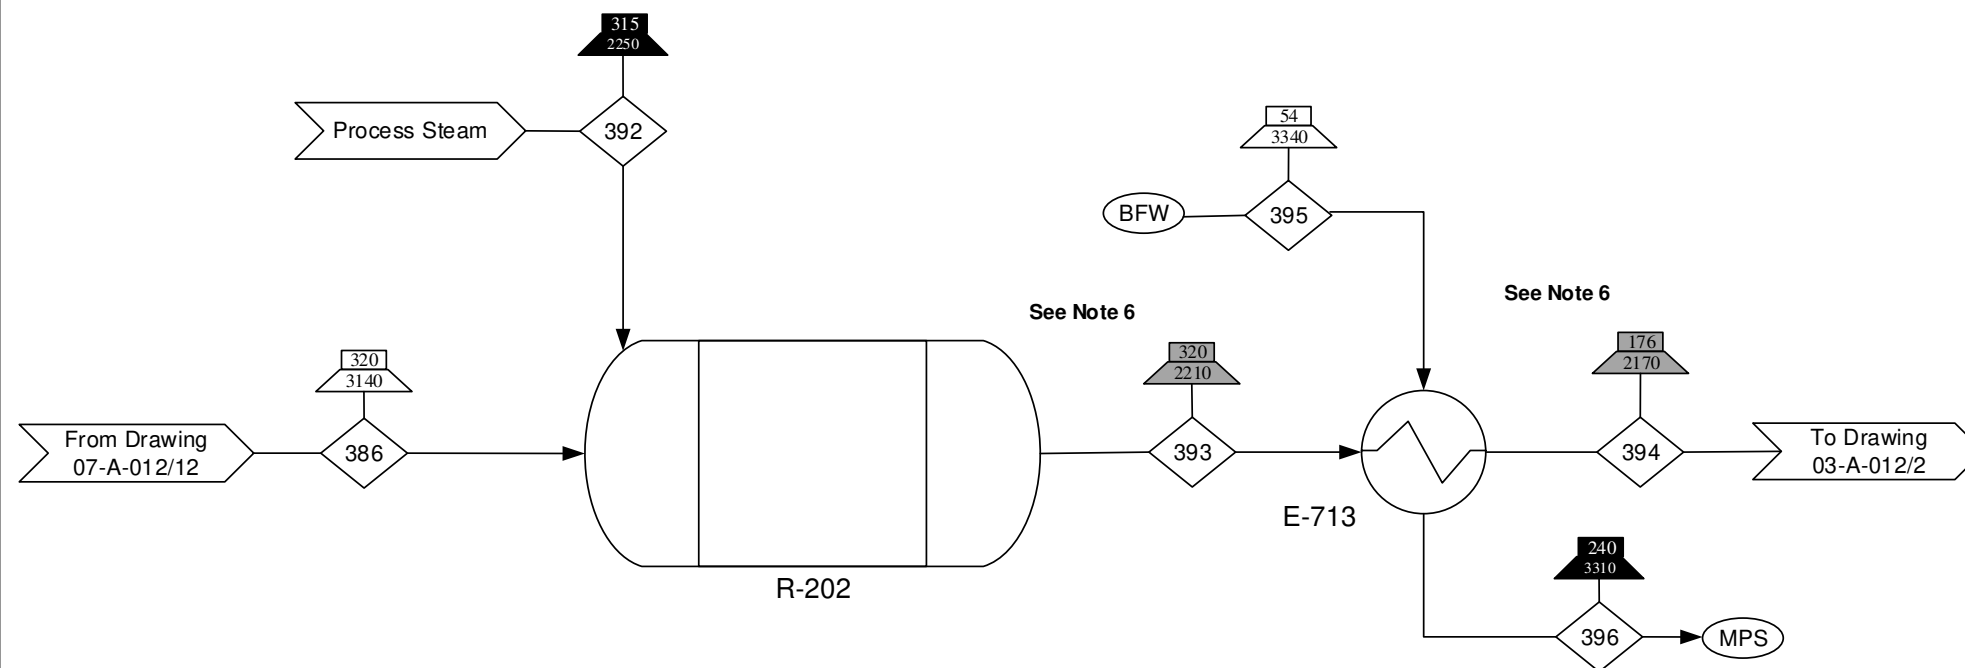 315
2250
Process Steam
392
54
3340
BFW
395
See Note 6
See Note 6
320
3140
320
2210
176
2170
From Drawing
07-A-012/12
386
393
394
To Drawing
03-A-012/2
E-713
R-202
240
3310
396
MPS